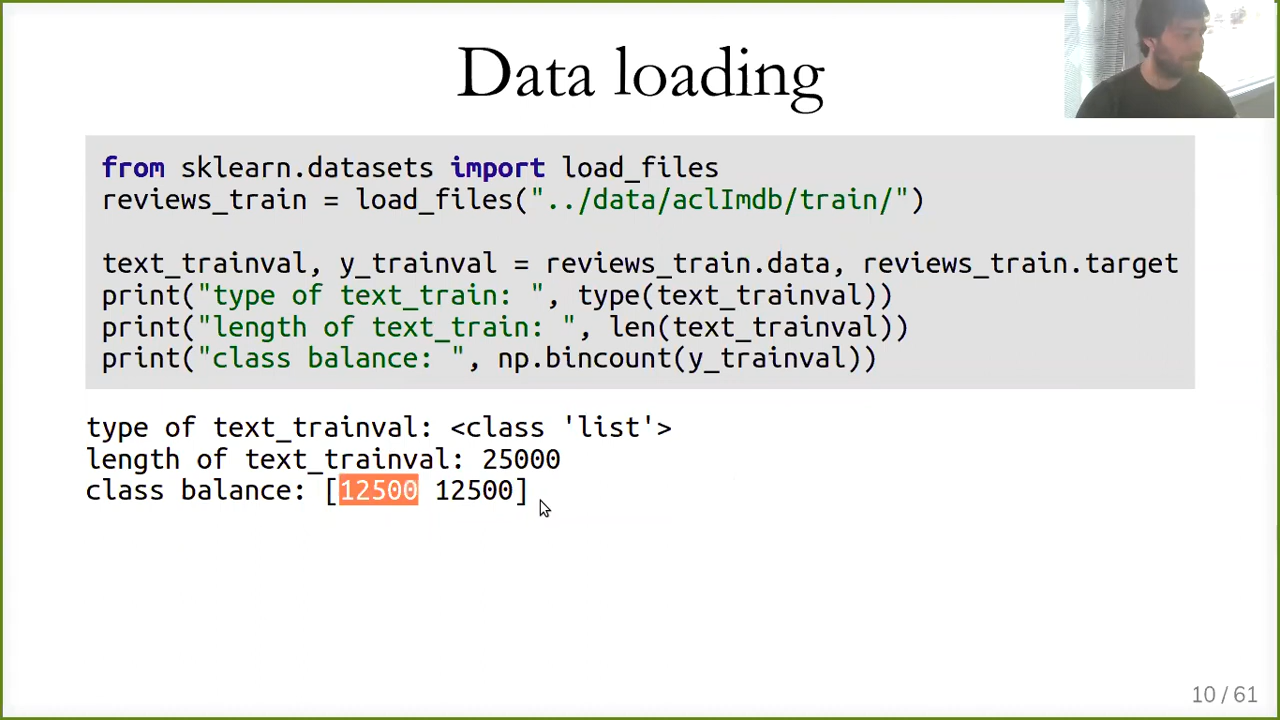 Data loading
from sklearn.datasets import load_files
reviews_train = load_files("../data/aclImdb/train/")
text_trainval, y_trainval = reviews_train.data, reviews_train.target
print("type of text_train: ", type(text_trainval))
print("length of text_train: ", len(text_trainval))
print("class balance: ", np.bincount(y_trainval))
type of text_trainval: <class 'list'>
length of text_trainval: 25000
class balance: [12500 12500]
10 / 61